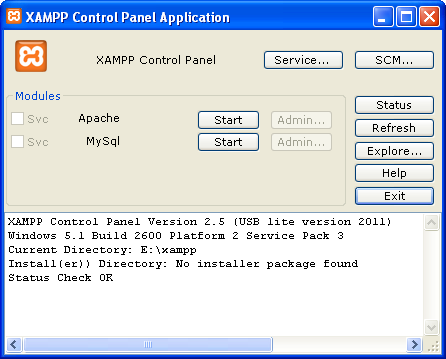 XAMPP Control Panel Application
XAMPP Control Panel
Service...
SCM...
Modules
Svc Apache Start Admin...
Svc MySql Start Admin...
Status
Refresh
Explore...
Help
Exit
XAMPP Control Panel Version 2.5 (USB lite version 2011)
Windows 5.1 Build 2600 Platform 2 Service Pack 3
Current Directory: E:\xampp
Install(er)) Directory: No installer package found
Status Check OK